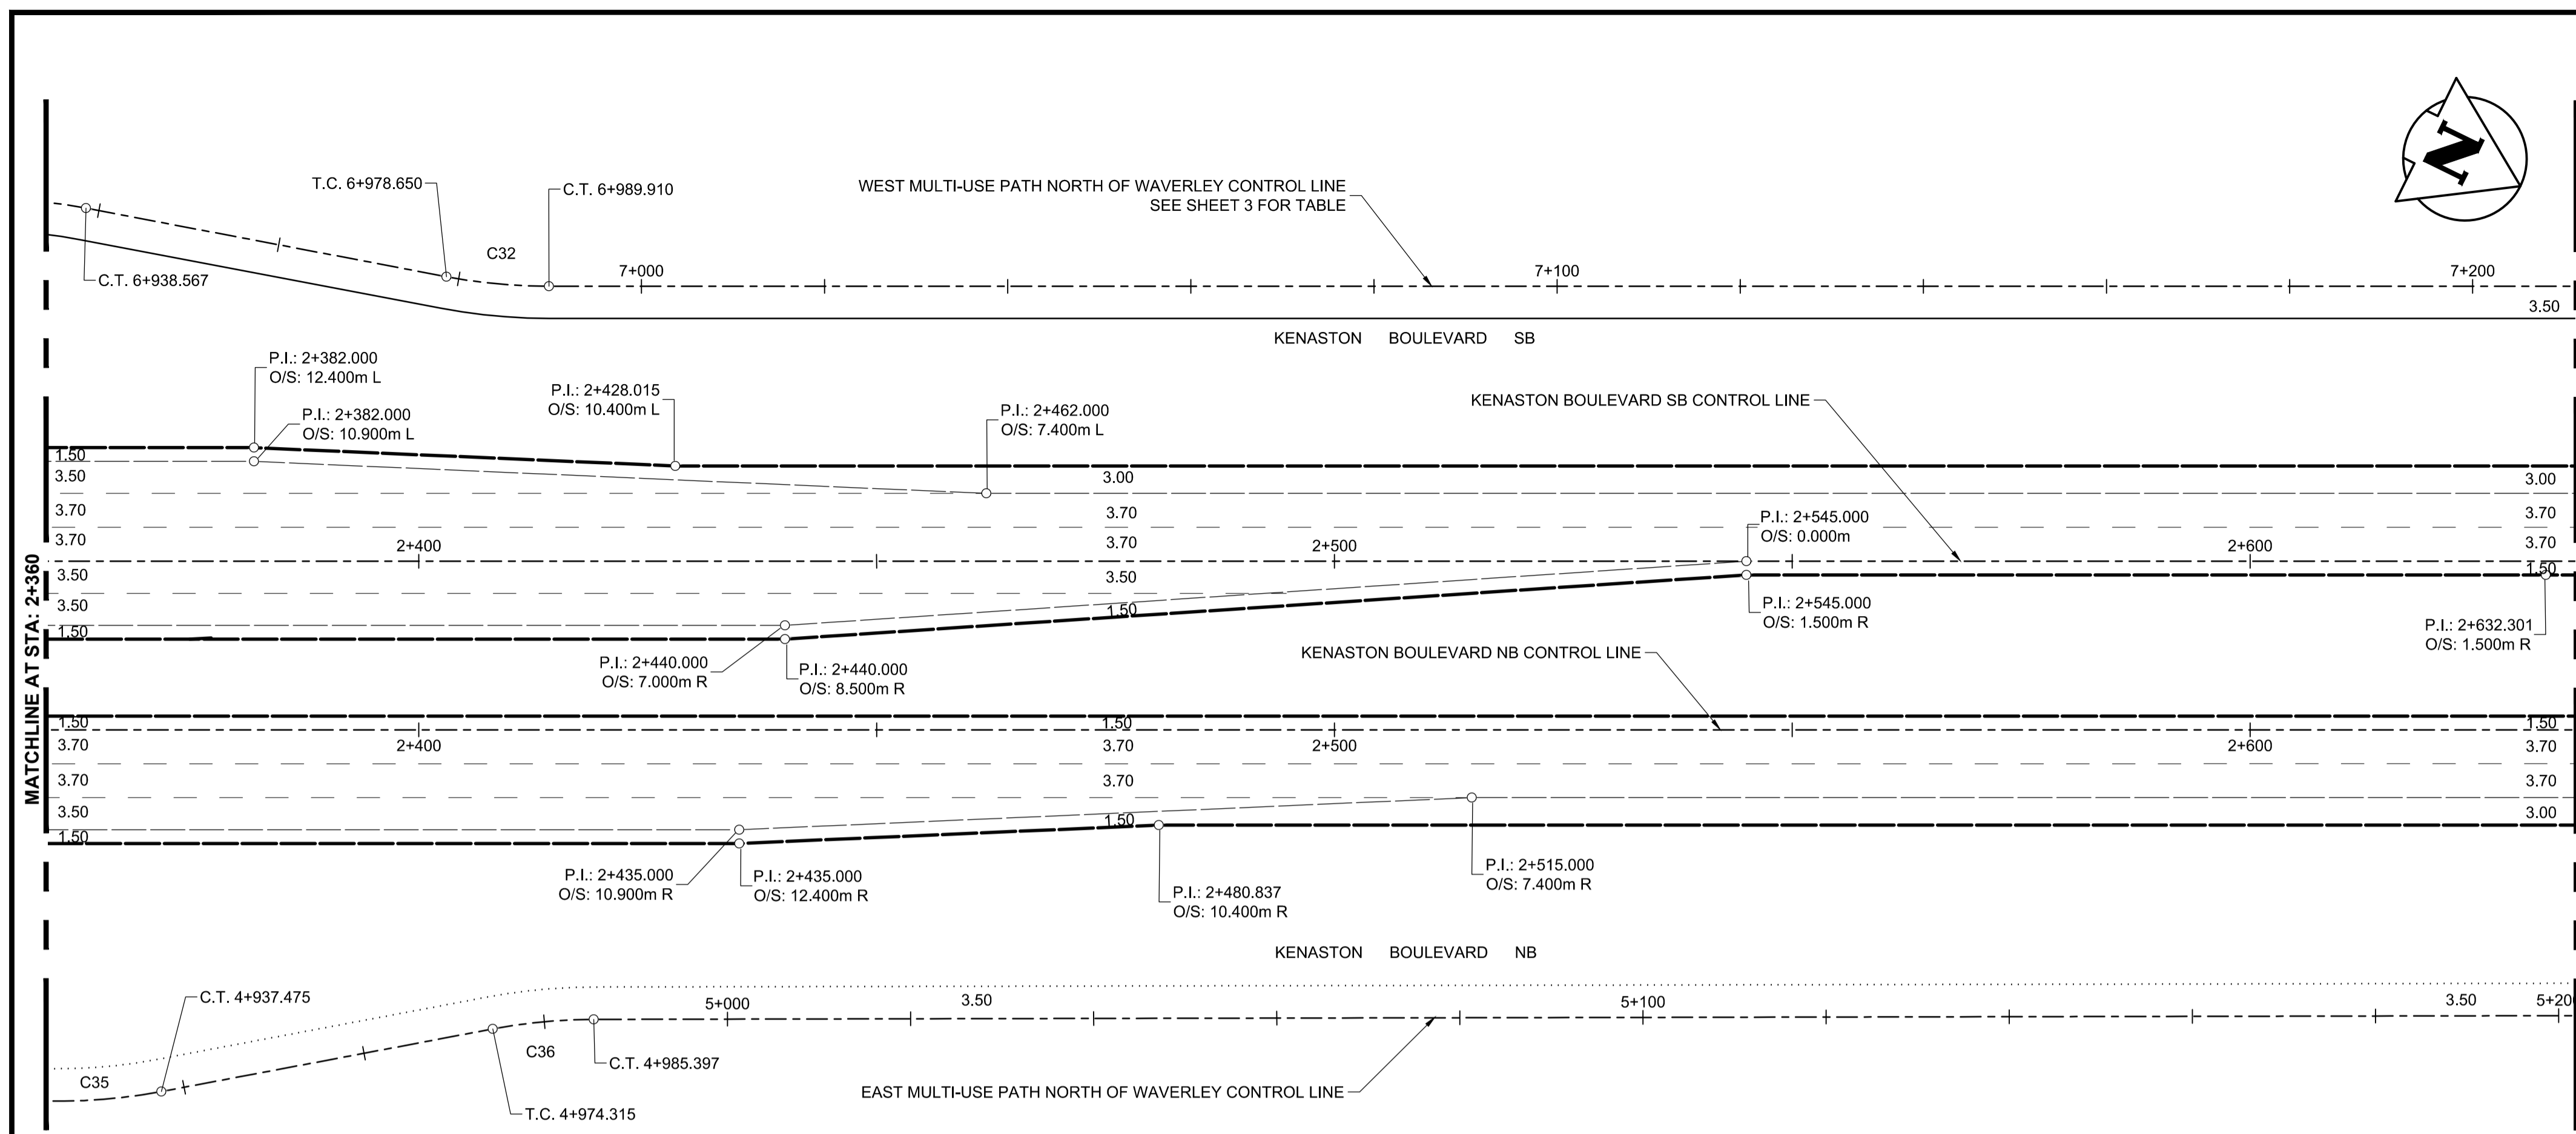 N
T.C. 6+978.650
C.T. 6+989.910
WEST MULTI-USE PATH NORTH OF WAVERLEY CONTROL LINE
SEE SHEET 3 FOR TABLE
C.T. 6+938.567
C32
7+000
7+100
7+200
3.50
KENASTON BOULEVARD SB
P.I.: 2+382.000
O/S: 12.400m L
P.I.: 2+382.000
O/S: 10.900m L
P.I.: 2+428.015
O/S: 10.400m L
P.I.: 2+462.000
O/S: 7.400m L
KENASTON BOULEVARD SB CONTROL LINE
1.50
3.50
3.00
3.00
3.70
3.70
3.70
P.I.: 2+545.000
O/S: 0.000m
3.70
3.70
3.70
2+400
2+500
2+600
3.50
3.50
1.50
3.50
1.50
1.50
P.I.: 2+545.000
O/S: 1.500m R
P.I.: 2+632.301
O/S: 1.500m R
P.I.: 2+440.000
O/S: 7.000m R
P.I.: 2+440.000
O/S: 8.500m R
KENASTON BOULEVARD NB CONTROL LINE
MATCHLINE AT STA: 2+360
1.50
1.50
1.50
3.70
2+400
3.70
2+500
2+600
3.70
3.70
3.70
3.70
3.50
3.00
1.50
1.50
P.I.: 2+435.000
O/S: 10.900m R
P.I.: 2+435.000
O/S: 12.400m R
P.I.: 2+480.837
O/S: 10.400m R
P.I.: 2+515.000
O/S: 7.400m R
KENASTON BOULEVARD NB
C.T. 4+937.475
5+000
3.50
5+100
3.50
5+200
C35
C36
C.T. 4+985.397
T.C. 4+974.315
EAST MULTI-USE PATH NORTH OF WAVERLEY CONTROL LINE